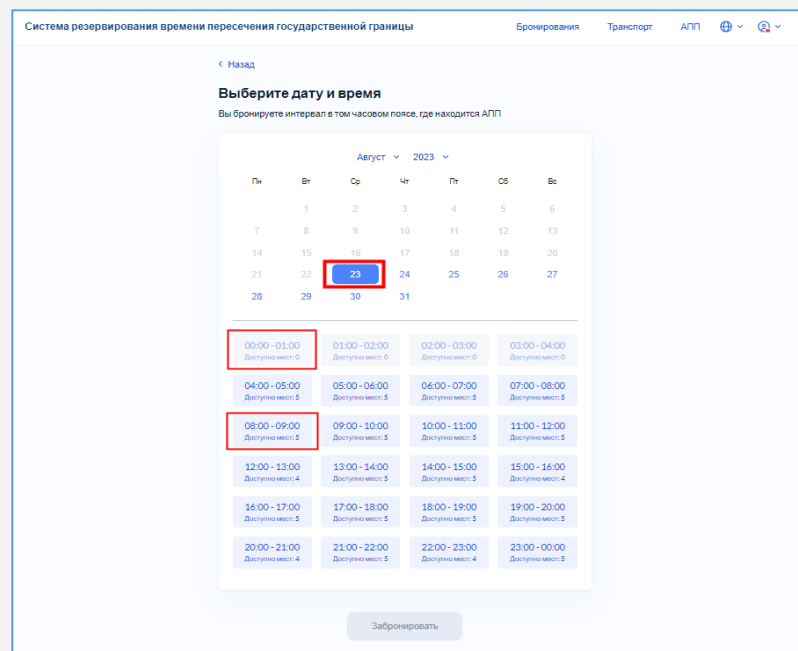 Система резервирования времени пересечения государственной границы Бронирования Транспорт АПП
Назад
Выберите дату и время
Вы бронируете интервал в том часовом поясе, где находится АПП
Август 2023
Пн Вт Ср Чт Пт Сб Вс
1 2 3 4 5 6
7 8 9 10 11 12 13
14 15 16 17 18 19 20
21 22 23 24 25 26 27
28 29 30 31
00:00 - 01:00 01:00 - 02:00 02:00 - 03:00 03:00 - 04:00
Доступно мест: 0 Доступно мест: 0 Доступно мест: 0 Доступно мест: 0
04:00 - 05:00 05:00 - 06:00 06:00 - 07:00 07:00 - 08:00
Доступно мест: 5 Доступно мест: 5 Доступно мест: 5 Доступно мест: 5
08:00 - 09:00 09:00 - 10:00 10:00 - 11:00 11:00 - 12:00
Доступно мест: 5 Доступно мест: 5 Доступно мест: 5 Доступно мест: 5
12:00 - 13:00 13:00 - 14:00 14:00 - 15:00 15:00 - 16:00
Доступно мест: 4 Доступно мест: 5 Доступно мест: 5 Доступно мест: 4
16:00 - 17:00 17:00 - 18:00 18:00 - 19:00 19:00 - 20:00
Доступно мест: 5 Доступно мест: 5 Доступно мест: 5 Доступно мест: 5
20:00 - 21:00 21:00 - 22:00 22:00 - 23:00 23:00 - 00:00
Доступно мест: 4 Доступно мест: 5 Доступно мест: 4 Доступно мест: 5
Забронировать